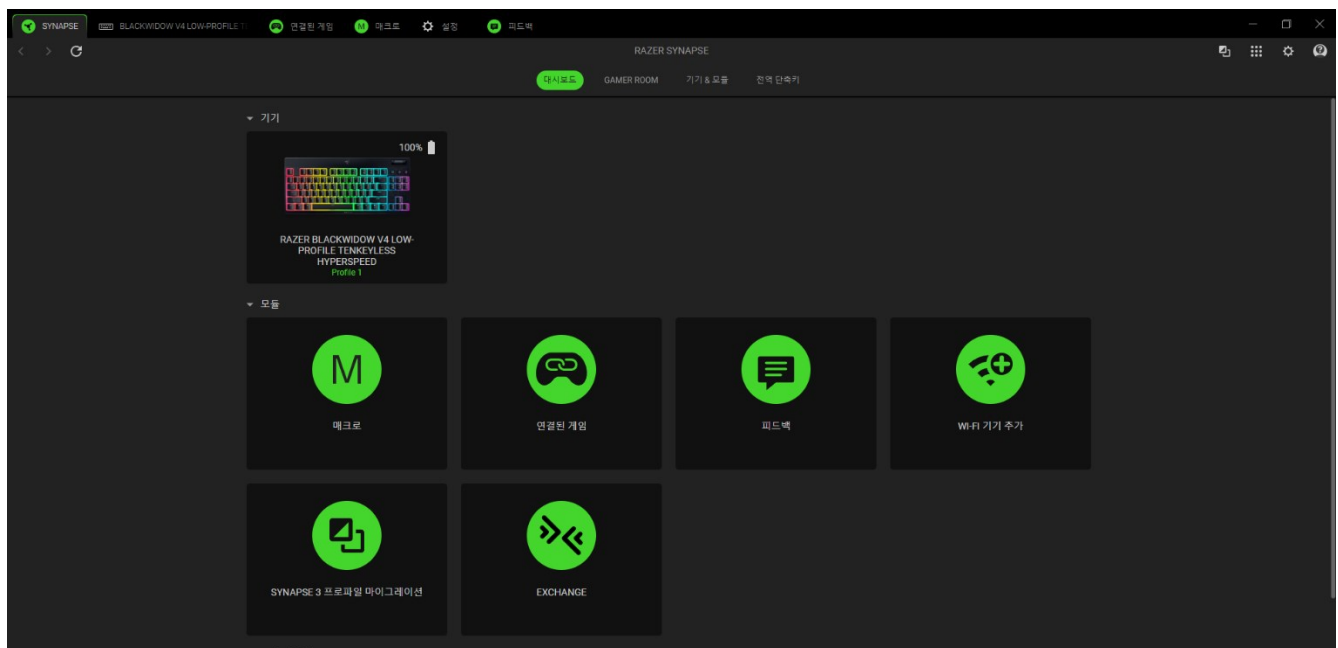 SYNAPSE
BLACKWIDOW V4 LOW-PROFILE T
연결된 게임
매크로
설정
피드백
RAZER SYNAPSE
대시보드
GAMER ROOM
기기 & 모듈
전역 단축키
기기
100%
RAZER BLACKWIDOW V4 LOW-
PROFILE TENKEYLESS
HYPERSPEED
Profile 1
모듈
M
매크로
연결된 게임
피드백
WI-FI 기기 추가
SYNAPSE 3 프로파일 마이그레이션
EXCHANGE